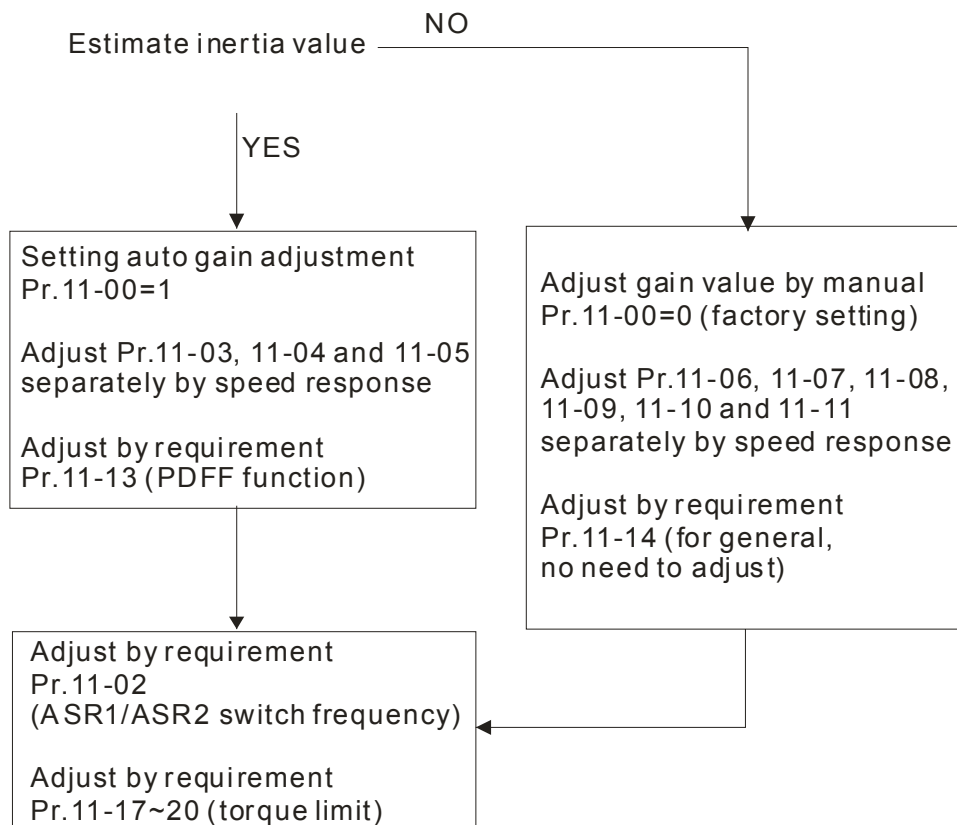 Estimate inertia value
NO
YES
Setting auto gain adjustment
Pr.11-00=1
Adjust Pr.11-03, 11-04 and 11-05
separately by speed response
Adjust by requirement
Pr.11-13 (PDFF function)
Adjust gain value by manual
Pr.11-00=0 (factory setting)
Adjust Pr.11-06, 11-07, 11-08,
11-09, 11-10 and 11-11
separately by speed response
Adjust by requirement
Pr.11-14 (for general,
no need to adjust)
Adjust by requirement
Pr.11-02
(ASR1/ASR2 switch frequency)
Adjust by requirement
Pr.11-17~20 (torque limit)